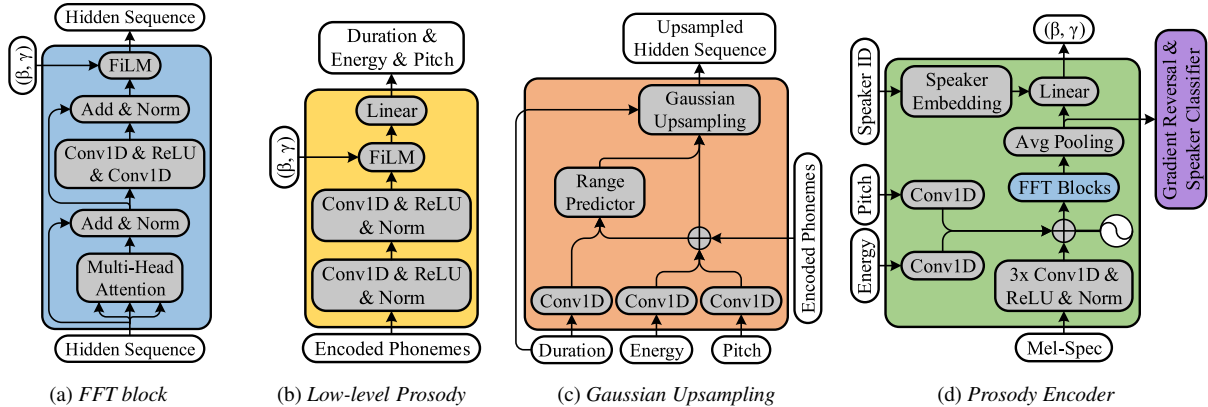 Hidden Sequence
(β, γ)
FiLM
Add & Norm
Conv1D & ReLU
& Conv1D
Add & Norm
Multi-Head
Attention
Hidden Sequence
(a) FFT block
Duration &
Energy & Pitch
Linear
(β, γ)
FiLM
Conv1D & ReLU
& Norm
Conv1D & ReLU
& Norm
Encoded Phonemes
(b) Low-level Prosody
Upsampled
Hidden Sequence
Gaussian
Upsampling
Range
Predictor
Encoded Phonemes
Conv1D
Conv1D
Conv1D
Duration
Energy
Pitch
(c) Gaussian Upsampling
(β, γ)
Speaker ID
Speaker
Embedding
Linear
Gradient Reversal &
Speaker Classifier
Avg Pooling
FFT Blocks
Pitch
Conv1D
Energy
Conv1D
3x Conv1D &
ReLU & Norm
Mel-Spec
(d) Prosody Encoder